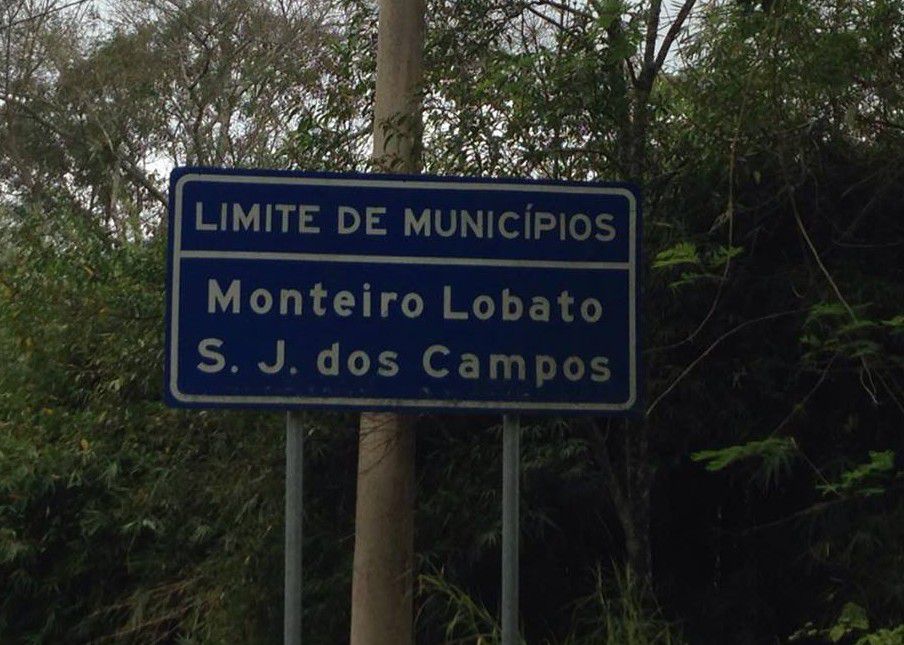 LIMITE DE MUNICÍPIOS
Monteiro Lobato
S. J. dos Campos